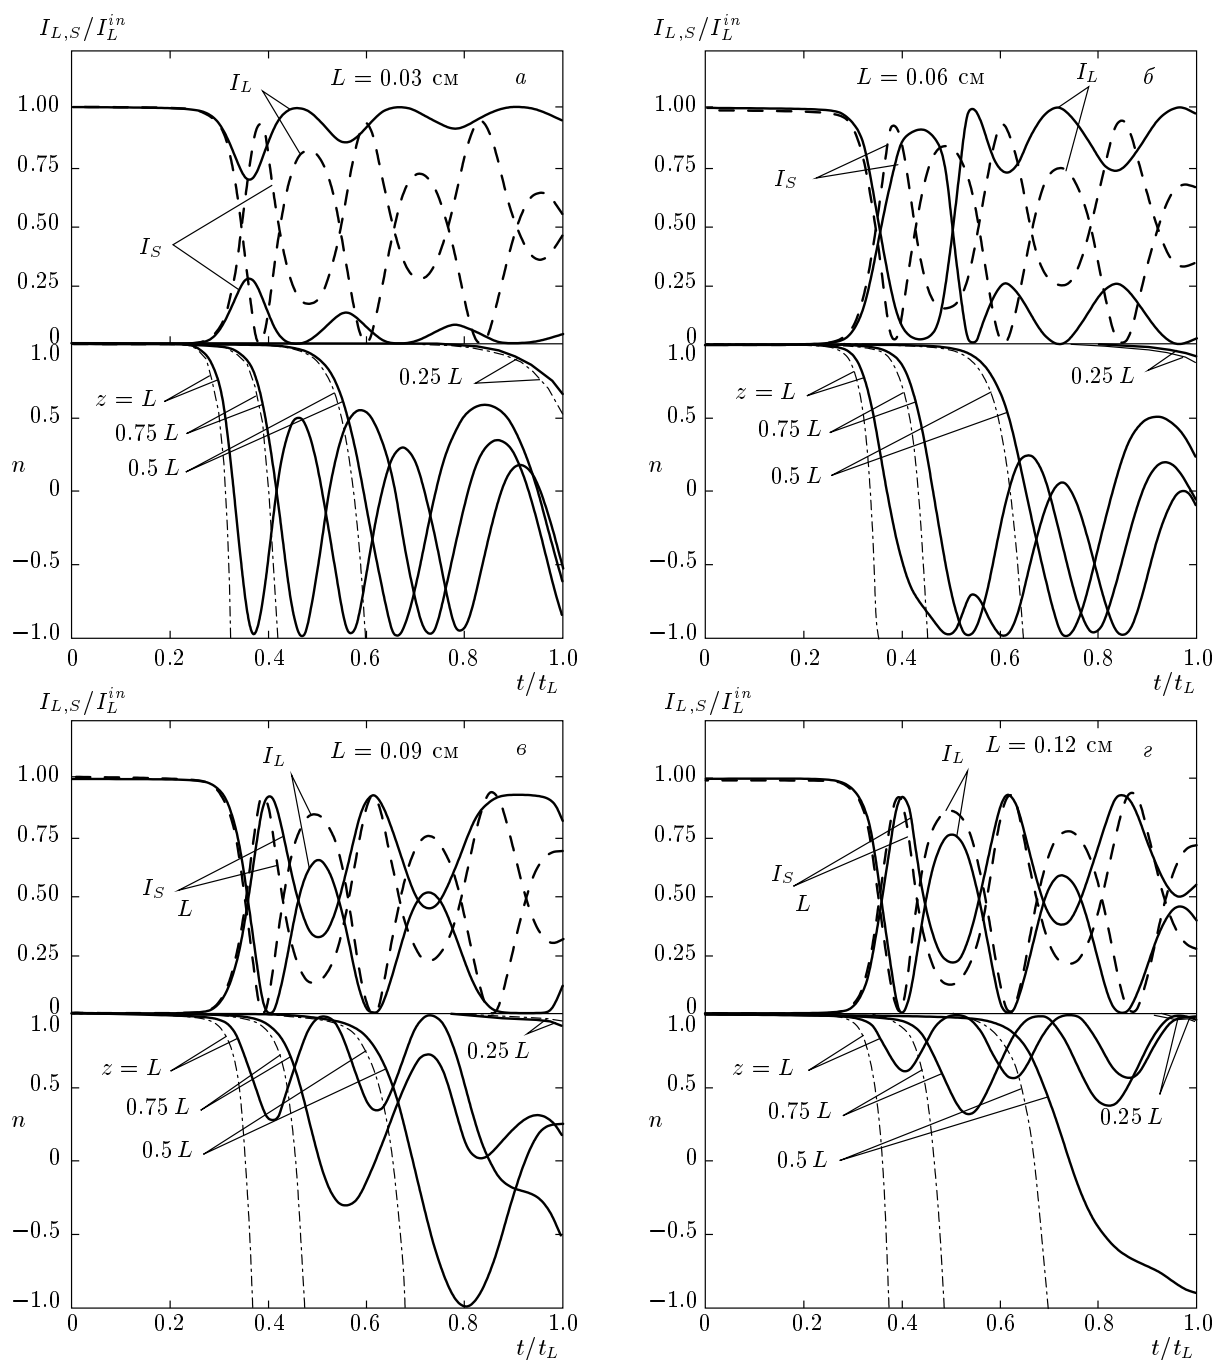 I_{L,S}/I_L^{in}
I_L L = 0.03 см а
1.00
0.75
0.50
I_S
0.25
0
1.0
0.25 L
z = L
0.5
0.75 L
0.5 L
n
0
−0.5
−1.0
0 0.2 0.4 0.6 0.8 1.0
t/t_L
I_{L,S}/I_L^{in}
L = 0.06 см I_L б
1.00
0.75
I_S
0.50
0.25
0
1.0
0.25 L
z = L
0.5
0.75 L
n
0.5 L
0
−0.5
−1.0
0 0.2 0.4 0.6 0.8 1.0
t/t_L
I_{L,S}/I_L^{in}
I_L L = 0.09 см в
1.00
0.75
I_S
0.50
L
0.25
0
1.0
0.25 L
z = L
0.5
0.75 L
n
0.5 L
0
−0.5
−1.0
0 0.2 0.4 0.6 0.8 1.0
t/t_L
I_{L,S}/I_L^{in}
I_L L = 0.12 см г
1.00
0.75
I_S
0.50
L
0.25
0
1.0
z = L
0.5
0.75 L
0.25 L
n
0.5 L
0
−0.5
−1.0
0 0.2 0.4 0.6 0.8 1.0
t/t_L